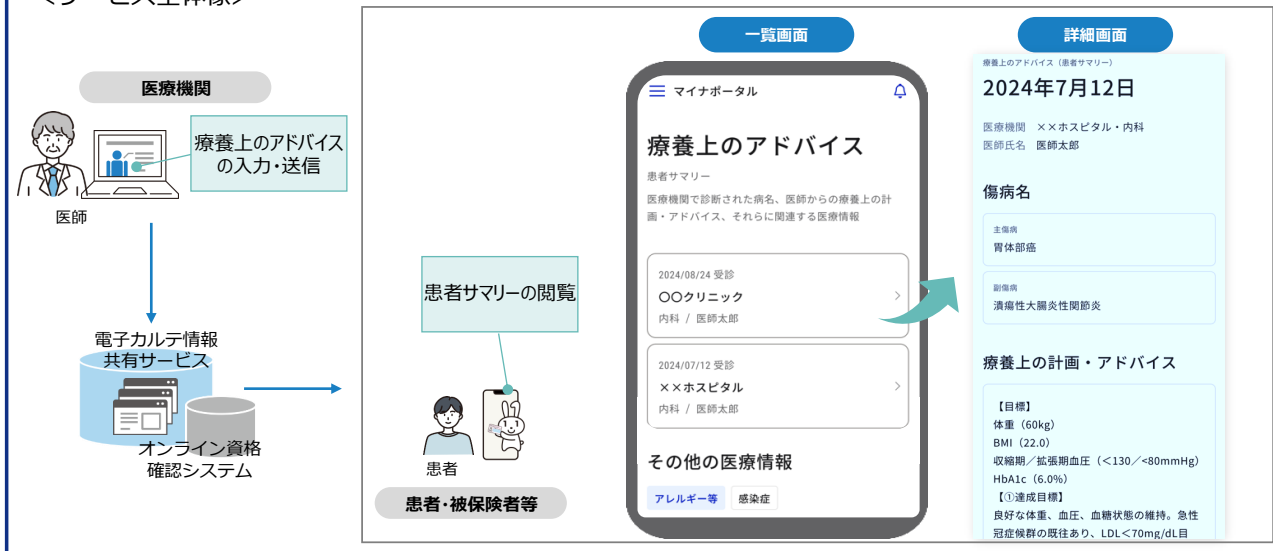 ＜サービス全体像＞
医療機関
療養上のアドバイス
の入力・送信
医師
電子カルテ情報
共有サービス
オンライン資格
確認システム
患者サマリーの閲覧
患者
患者・被保険者等
一覧画面
マイナポータル
療養上のアドバイス
患者サマリー
医療機関で診断された病名、医師からの療養上の計
画・アドバイス、それらに関連する医療情報
2024/08/24 受診
〇〇クリニック
内科 / 医師太郎
2024/07/12 受診
××ホスピタル
内科 / 医師太郎
その他の医療情報
アレルギー等
感染症
詳細画面
療養上のアドバイス（患者サマリー）
2024年7月12日
医療機関 ××ホスピタル・内科
医師氏名 医師太郎
傷病名
主傷病
胃体部癌
副傷病
潰瘍性大腸炎性関節炎
療養上の計画・アドバイス
【目標】
体重（60kg）
BMI（22.0）
収縮期／拡張期血圧（<130／<80mmHg）
HbA1c（6.0%）
【①達成目標】
良好な体重、血圧、血糖状態の維持。急性
冠症候群の既往あり、LDL＜70mg/dL目